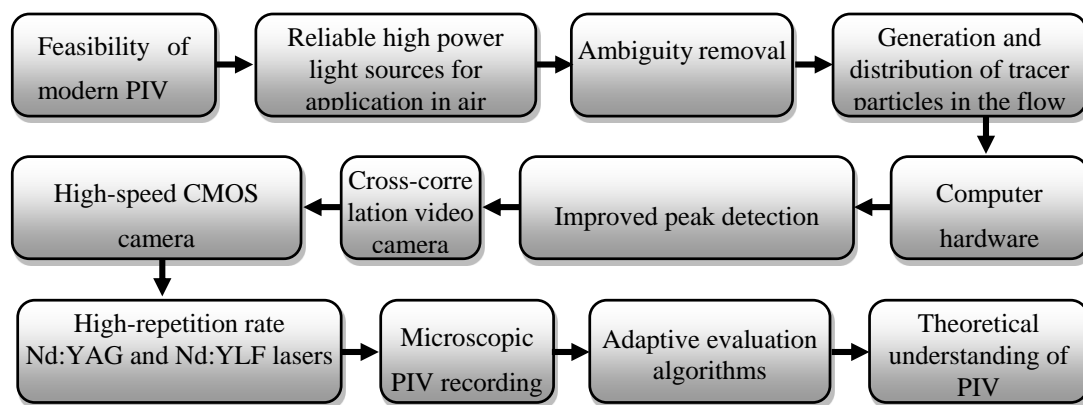 Feasibility of
modern PIV
Reliable high power
light sources for
application in air
Ambiguity removal
Generation and
distribution of tracer
particles in the flow
Computer
hardware
Improved peak detection
Cross-corre
lation video
camera
High-speed CMOS
camera
High-repetition rate
Nd:YAG and Nd:YLF lasers
Microscopic
PIV recording
Adaptive evaluation
algorithms
Theoretical
understanding of
PIV